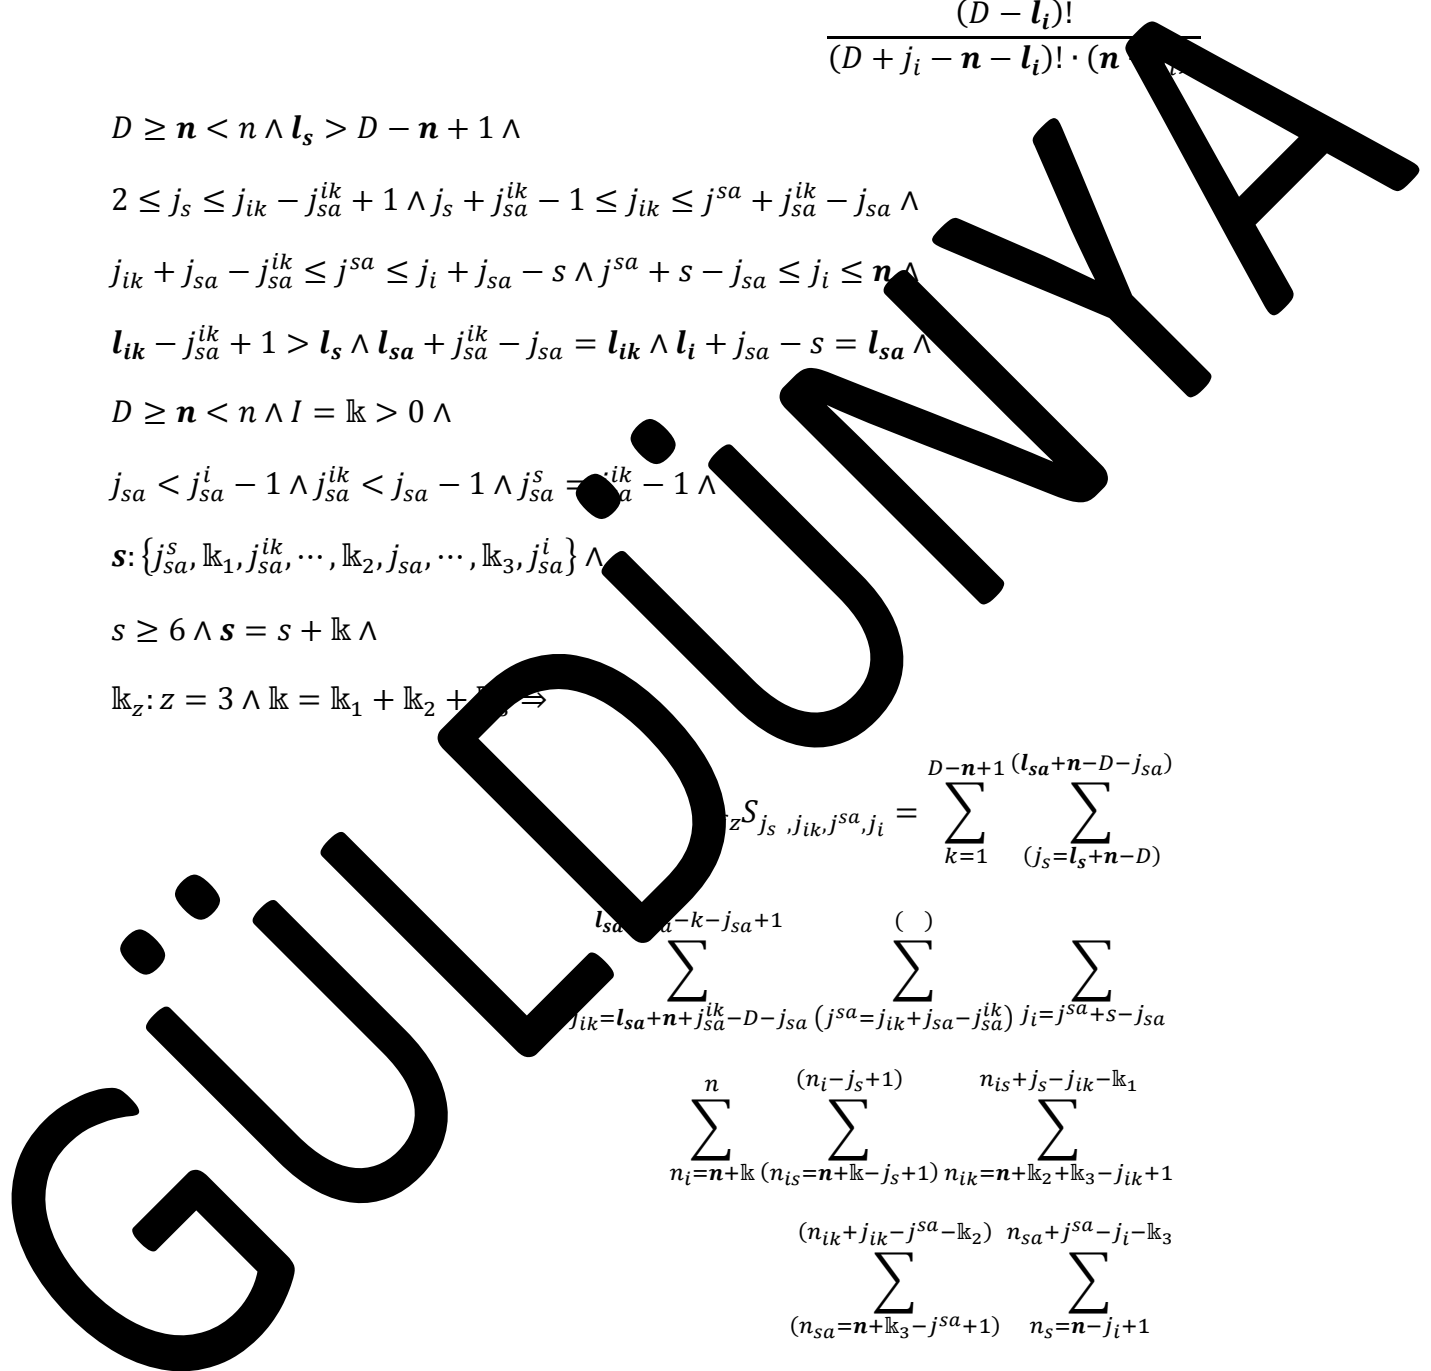 (D − l_i)!
(D + j_i − n − l_i)! · (n
D ≥ n < n ∧ l_s > D − n + 1 ∧
2 ≤ j_s ≤ j_ik − j_sa^ik + 1 ∧ j_s + j_sa^ik − 1 ≤ j_ik ≤ j^sa + j_sa^ik − j_sa ∧
j_ik + j_sa − j_sa^ik ≤ j^sa ≤ j_i + j_sa − s ∧ j^sa + s − j_sa ≤ j_i ≤ n ∧
l_ik − j_sa^ik + 1 > l_s ∧ l_sa + j_sa^ik − j_sa = l_ik ∧ l_i + j_sa − s = l_sa ∧
D ≥ n < n ∧ I = 𝕜 > 0 ∧
j_sa < j_sa^i − 1 ∧ j_sa^ik < j_sa − 1 ∧ j_sa^s = j_sa^ik − 1 ∧
s: {j_sa^s, 𝕜_1, j_sa^ik, ⋯, 𝕜_2, j_sa, ⋯, 𝕜_3, j_sa^i} ∧
s ≥ 6 ∧ s = s + 𝕜 ∧
𝕜_z: z = 3 ∧ 𝕜 = 𝕜_1 + 𝕜_2 + ⇒
D−n+1 (l_sa+n−D−j_sa)
_z S_{j_s ,j_ik,j^sa,j_i} = ∑ ∑
k=1 (j_s=l_s+n−D)
−k−j_sa+1 ( )
∑ ∑ ∑
j_ik=l_sa+n+j_sa^ik−D−j_sa (j^sa=j_ik+j_sa−j_sa^ik) j_i=j^sa+s−j_sa
n (n_i−j_s+1) n_is+j_s−j_ik−𝕜_1
∑ ∑ ∑
n_i=n+𝕜 (n_is=n+𝕜−j_s+1) n_ik=n+𝕜_2+𝕜_3−j_ik+1
(n_ik+j_ik−j^sa−𝕜_2) n_sa+j^sa−j_i−𝕜_3
∑ ∑
(n_sa=n+𝕜_3−j^sa+1) n_s=n−j_i+1
GÜLDÜNYA